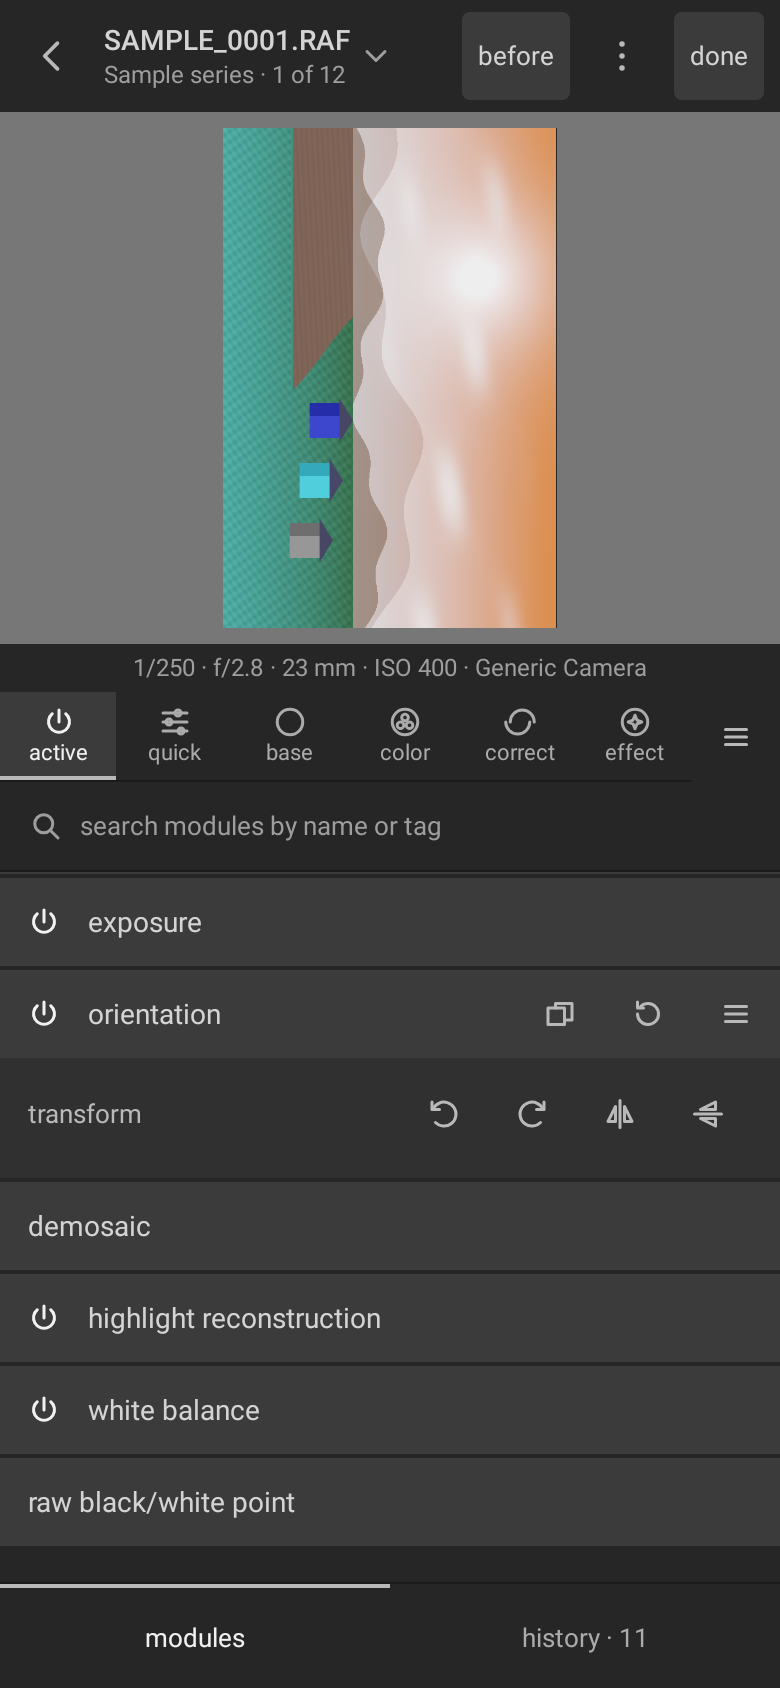 SAMPLE_0001.RAF
Sample series · 1 of 12
before
done
1/250 · f/2.8 · 23 mm · ISO 400 · Generic Camera
active
quick
base
color
correct
effect
search modules by name or tag
exposure
orientation
transform
demosaic
highlight reconstruction
white balance
raw black/white point
modules
history · 11